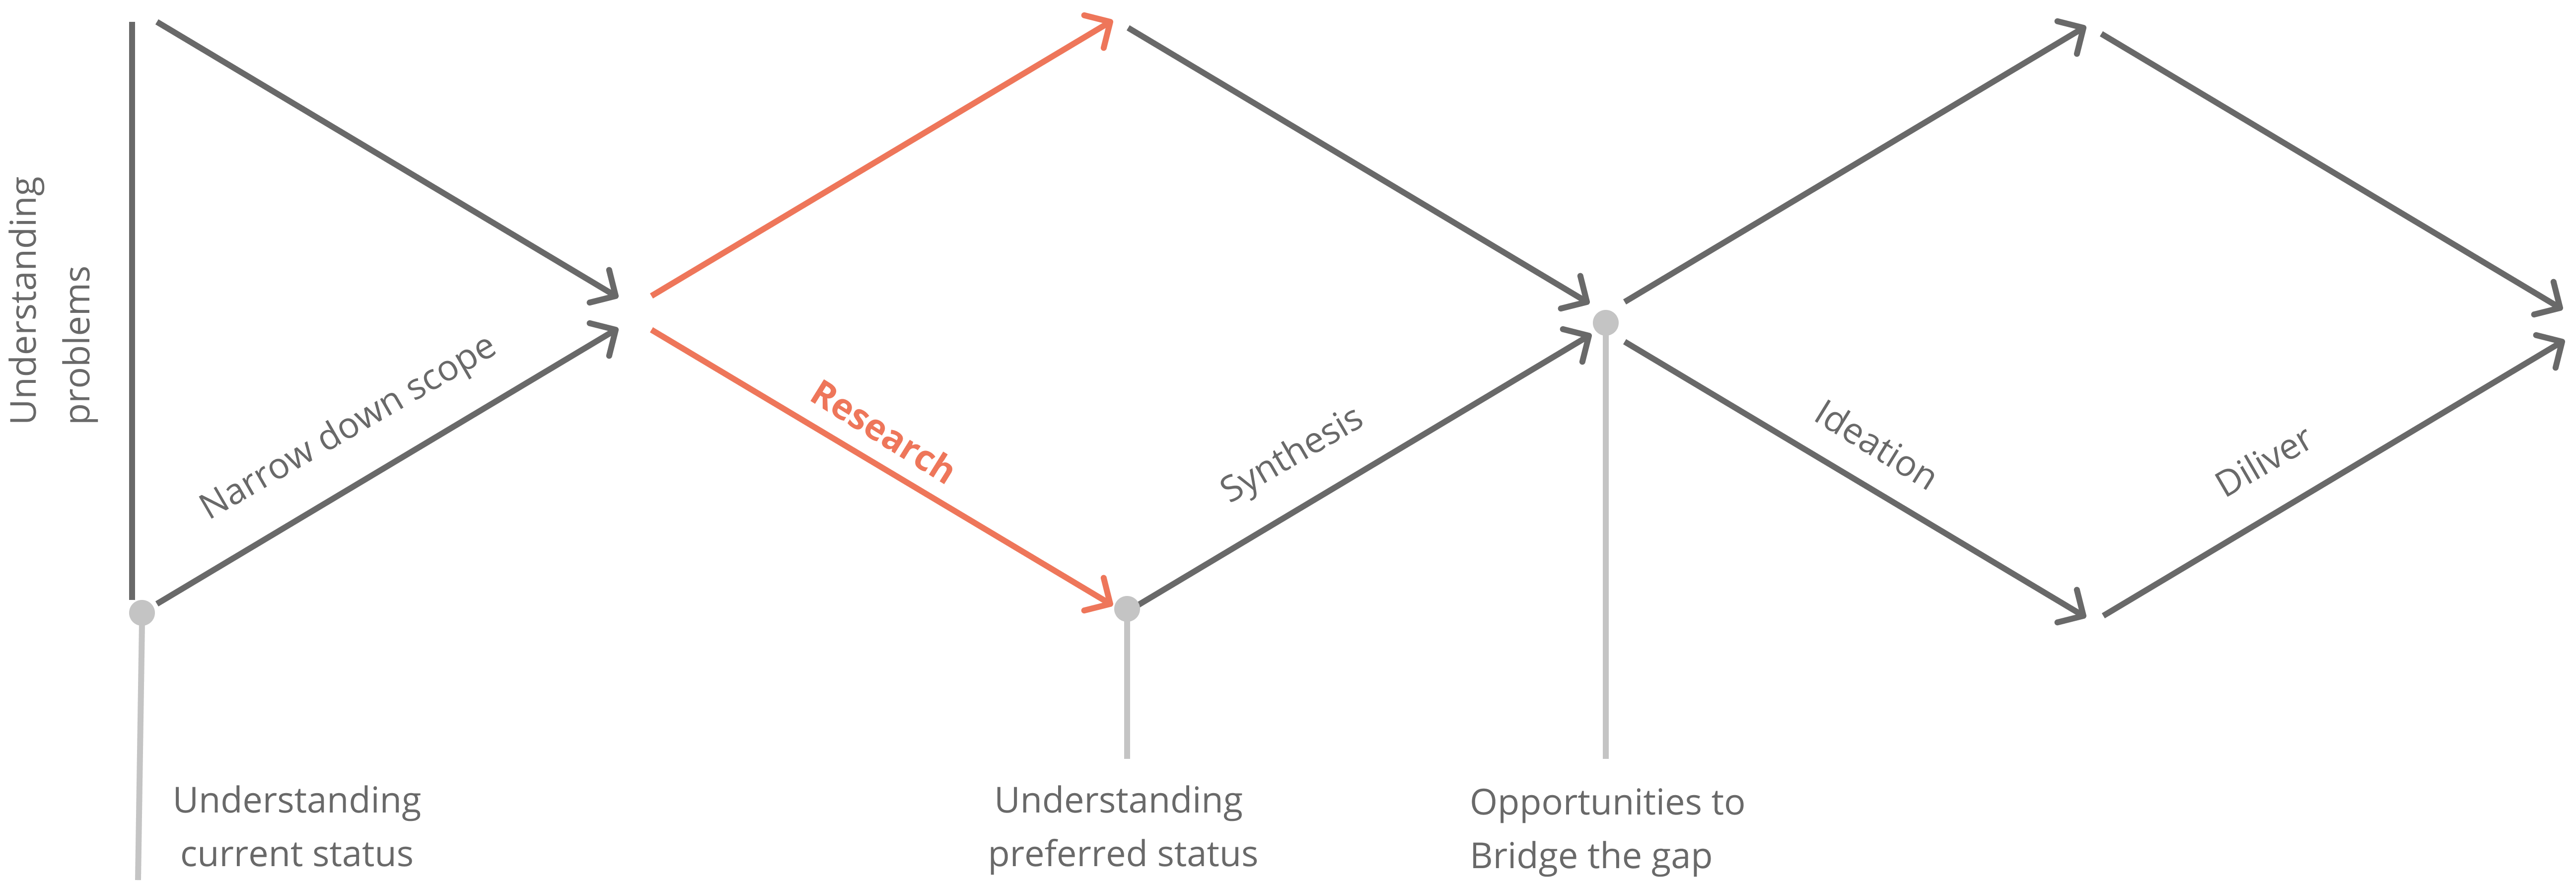 Understanding
problems
Narrow down scope
Research
Synthesis
Ideation
Diliver
Understanding
current status
Understanding
preferred status
Opportunities to
Bridge the gap